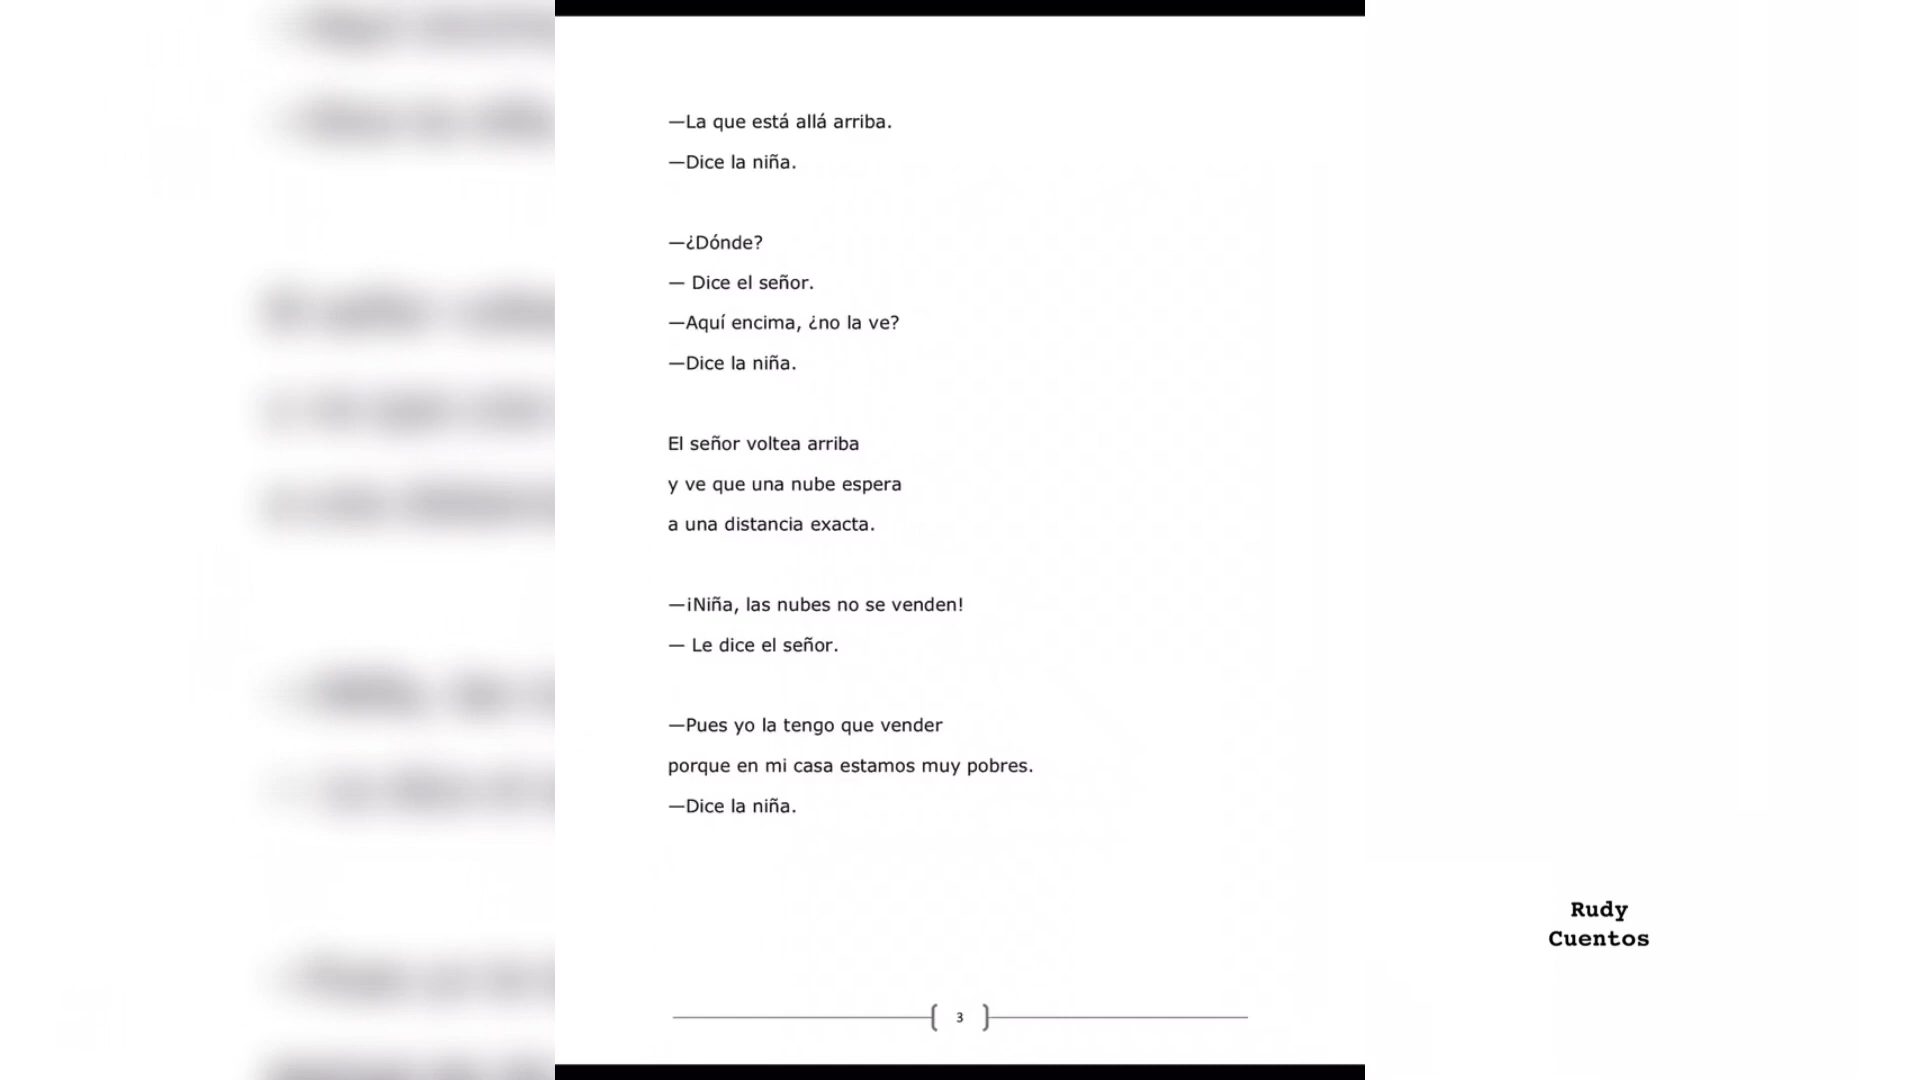 —La que está allá arriba.
—Dice la niña.
—¿Dónde?
— Dice el señor.
—Aquí encima, ¿no la ve?
—Dice la niña.
El señor voltea arriba
y ve que una nube espera
a una distancia exacta.
—¡Niña, las nubes no se venden!
— Le dice el señor.
—Pues yo la tengo que vender
porque en mi casa estamos muy pobres.
—Dice la niña.
Rudy
Cuentos
3